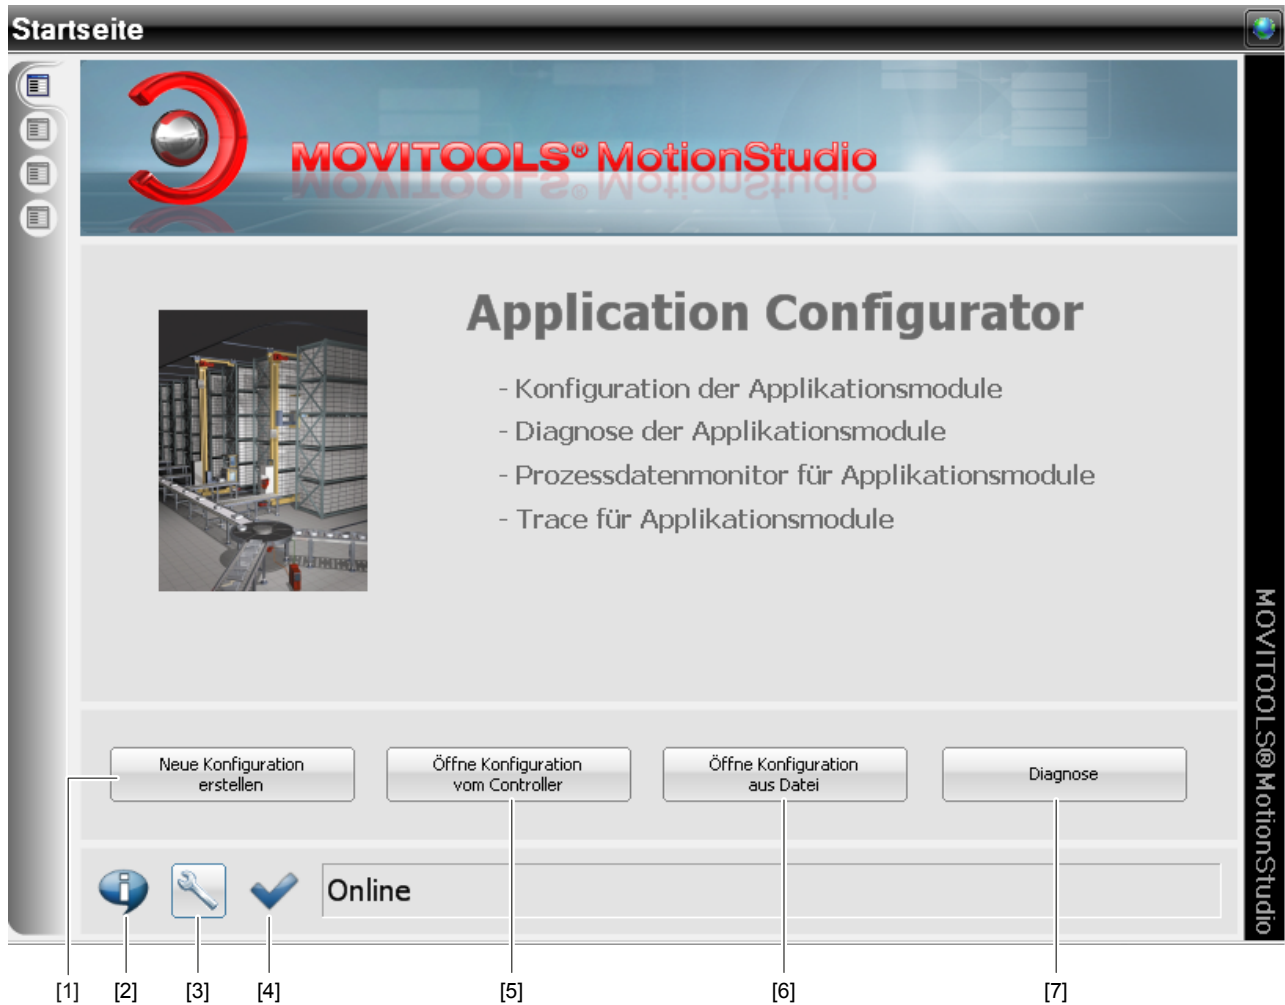 Startseite
MOVITOOLS® MotionStudio
Application Configurator
- Konfiguration der Applikationsmodule
- Diagnose der Applikationsmodule
- Prozessdatenmonitor für Applikationsmodule
- Trace für Applikationsmodule
MOVITOOLS®MotionStudio
Neue Konfiguration
erstellen
Öffne Konfiguration
vom Controller
Öffne Konfiguration
aus Datei
Diagnose
Online
[1] [2] [3] [4] [5] [6] [7]